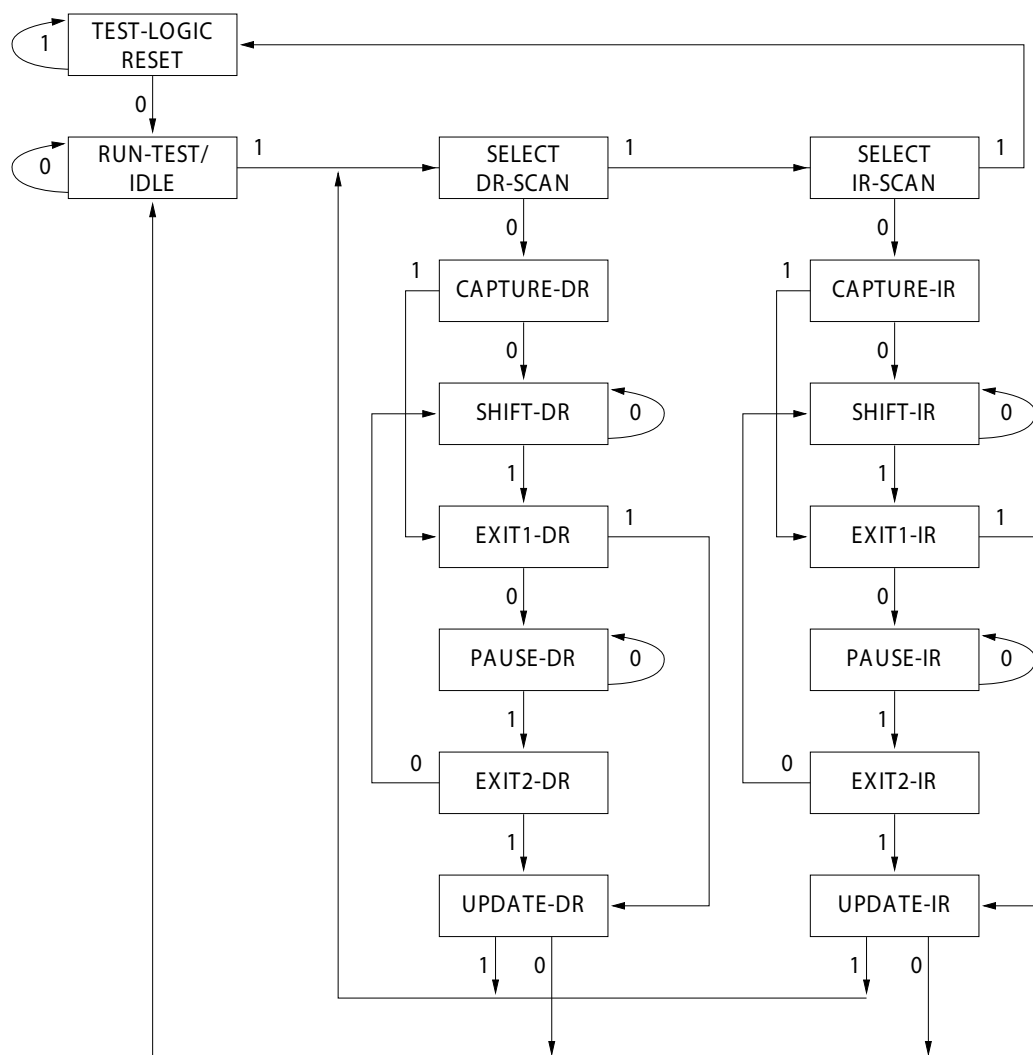 TEST-LOGIC
RESET
1
0
RUN-TEST/
IDLE
0
1
SELECT
DR-SCAN
1
SELECT
IR-SCAN
1
0
0
1
CAPTURE-DR
1
CAPTURE-IR
0
0
SHIFT-DR
0
SHIFT-IR
0
1
1
EXIT1-DR
1
EXIT1-IR
1
0
0
PAUSE-DR
0
PAUSE-IR
0
1
1
0
EXIT2-DR
0
EXIT2-IR
1
1
UPDATE-DR
UPDATE-IR
1
0
1
0